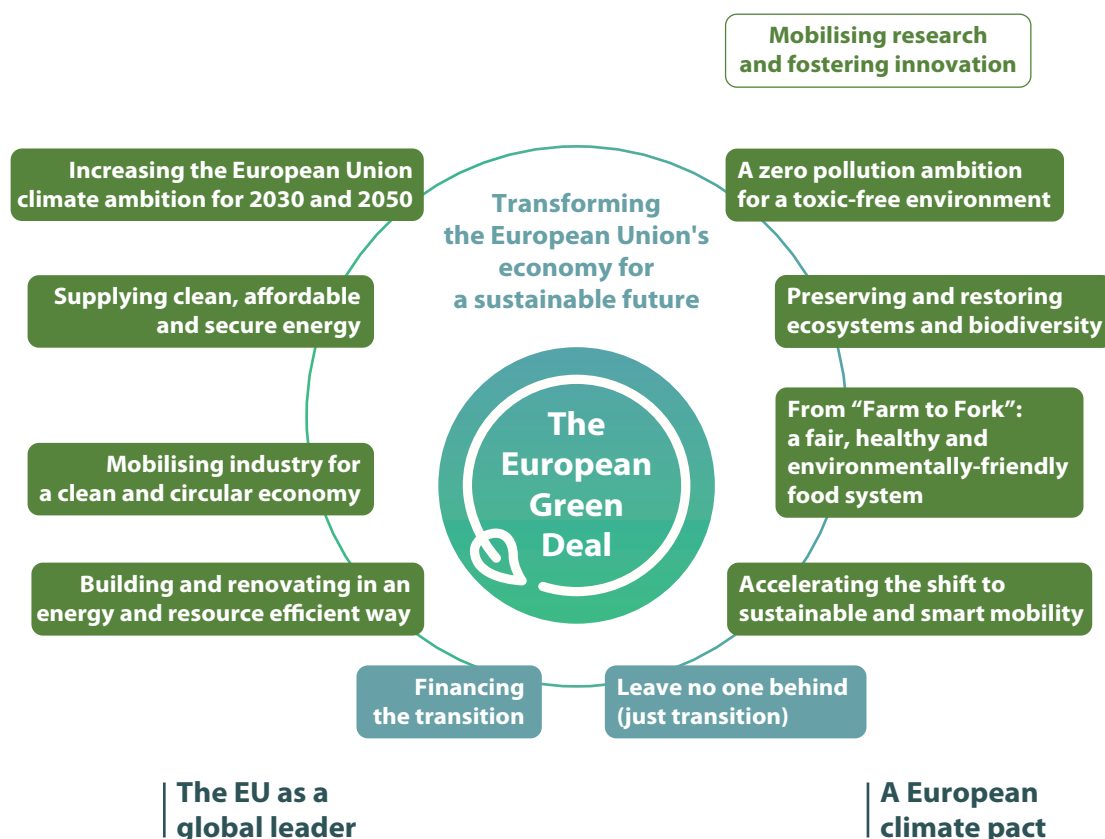 Mobilising research
and fostering innovation
Increasing the European Union
climate ambition for 2030 and 2050
A zero pollution ambition
for a toxic-free environment
Transforming
the European Union's
economy for
a sustainable future
Supplying clean, affordable
and secure energy
Preserving and restoring
ecosystems and biodiversity
The
European
Green
Deal
Mobilising industry for
a clean and circular economy
From “Farm to Fork”:
a fair, healthy and
environmentally-friendly
food system
Building and renovating in an
energy and resource efficient way
Accelerating the shift to
sustainable and smart mobility
Financing
the transition
Leave no one behind
(just transition)
The EU as a
global leader
A European
climate pact